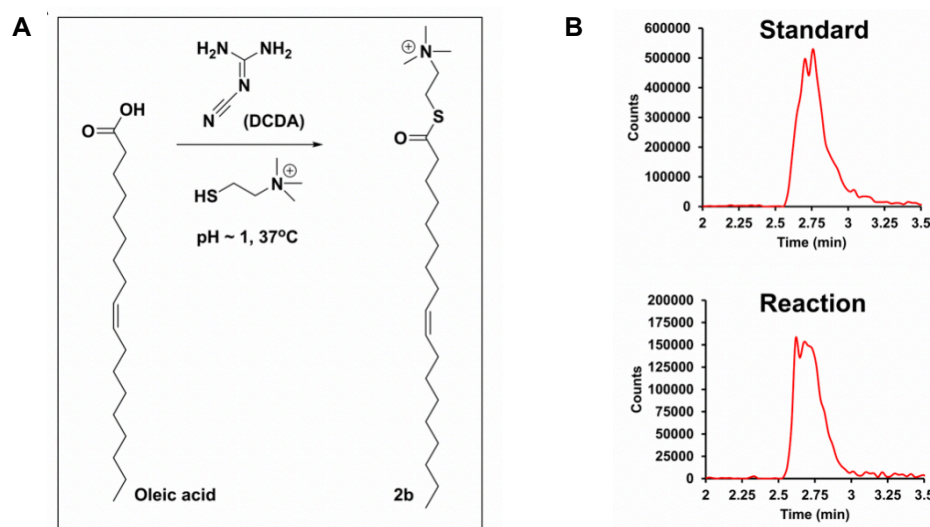 A
H₂N NH₂
N
N
(DCDA)
O OH
HS N ⊕
pH ~ 1, 37°C
⊕
N
S
O
Oleic acid
2b
B
Standard
Counts
600000
500000
400000
300000
200000
100000
0
2 2.25 2.5 2.75 3 3.25 3.5
Time (min)
Reaction
Counts
200000
175000
150000
125000
100000
75000
50000
25000
0
2 2.25 2.5 2.75 3 3.25 3.5
Time (min)